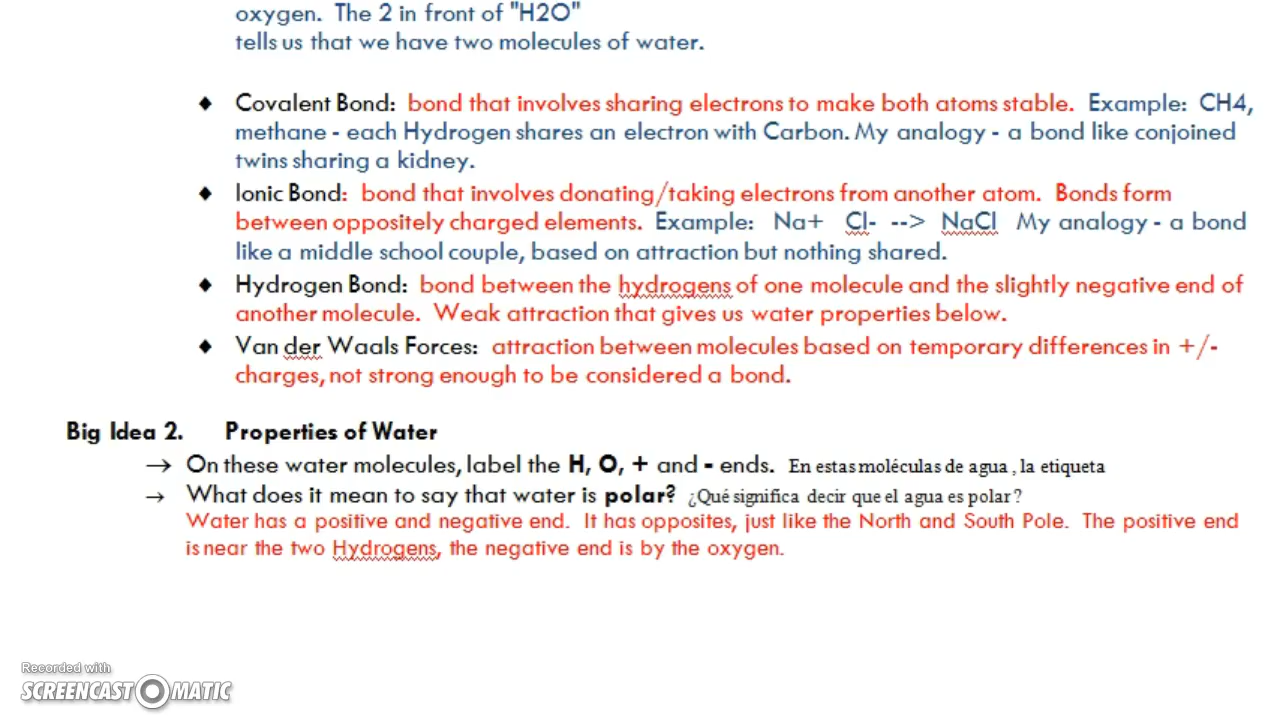 oxygen. The 2 in front of "H2O"
tells us that we have two molecules of water.
♦ Covalent Bond: bond that involves sharing electrons to make both atoms stable. Example: CH4,
methane - each Hydrogen shares an electron with Carbon. My analogy - a bond like conjoined
twins sharing a kidney.
♦ Ionic Bond: bond that involves donating/taking electrons from another atom. Bonds form
between oppositely charged elements. Example: Na+ Cl- --> NaCl My analogy - a bond
like a middle school couple, based on attraction but nothing shared.
♦ Hydrogen Bond: bond between the hydrogens of one molecule and the slightly negative end of
another molecule. Weak attraction that gives us water properties below.
♦ Van der Waals Forces: attraction between molecules based on temporary differences in +/-
charges, not strong enough to be considered a bond.
Big Idea 2. Properties of Water
→ On these water molecules, label the H, O, + and - ends. En estas moléculas de agua , la etiqueta
→ What does it mean to say that water is polar? ¿Qué significa decir que el agua es polar?
Water has a positive and negative end. It has opposites, just like the North and South Pole. The positive end
is near the two Hydrogens, the negative end is by the oxygen.
Recorded with
SCREENCAST O MATIC